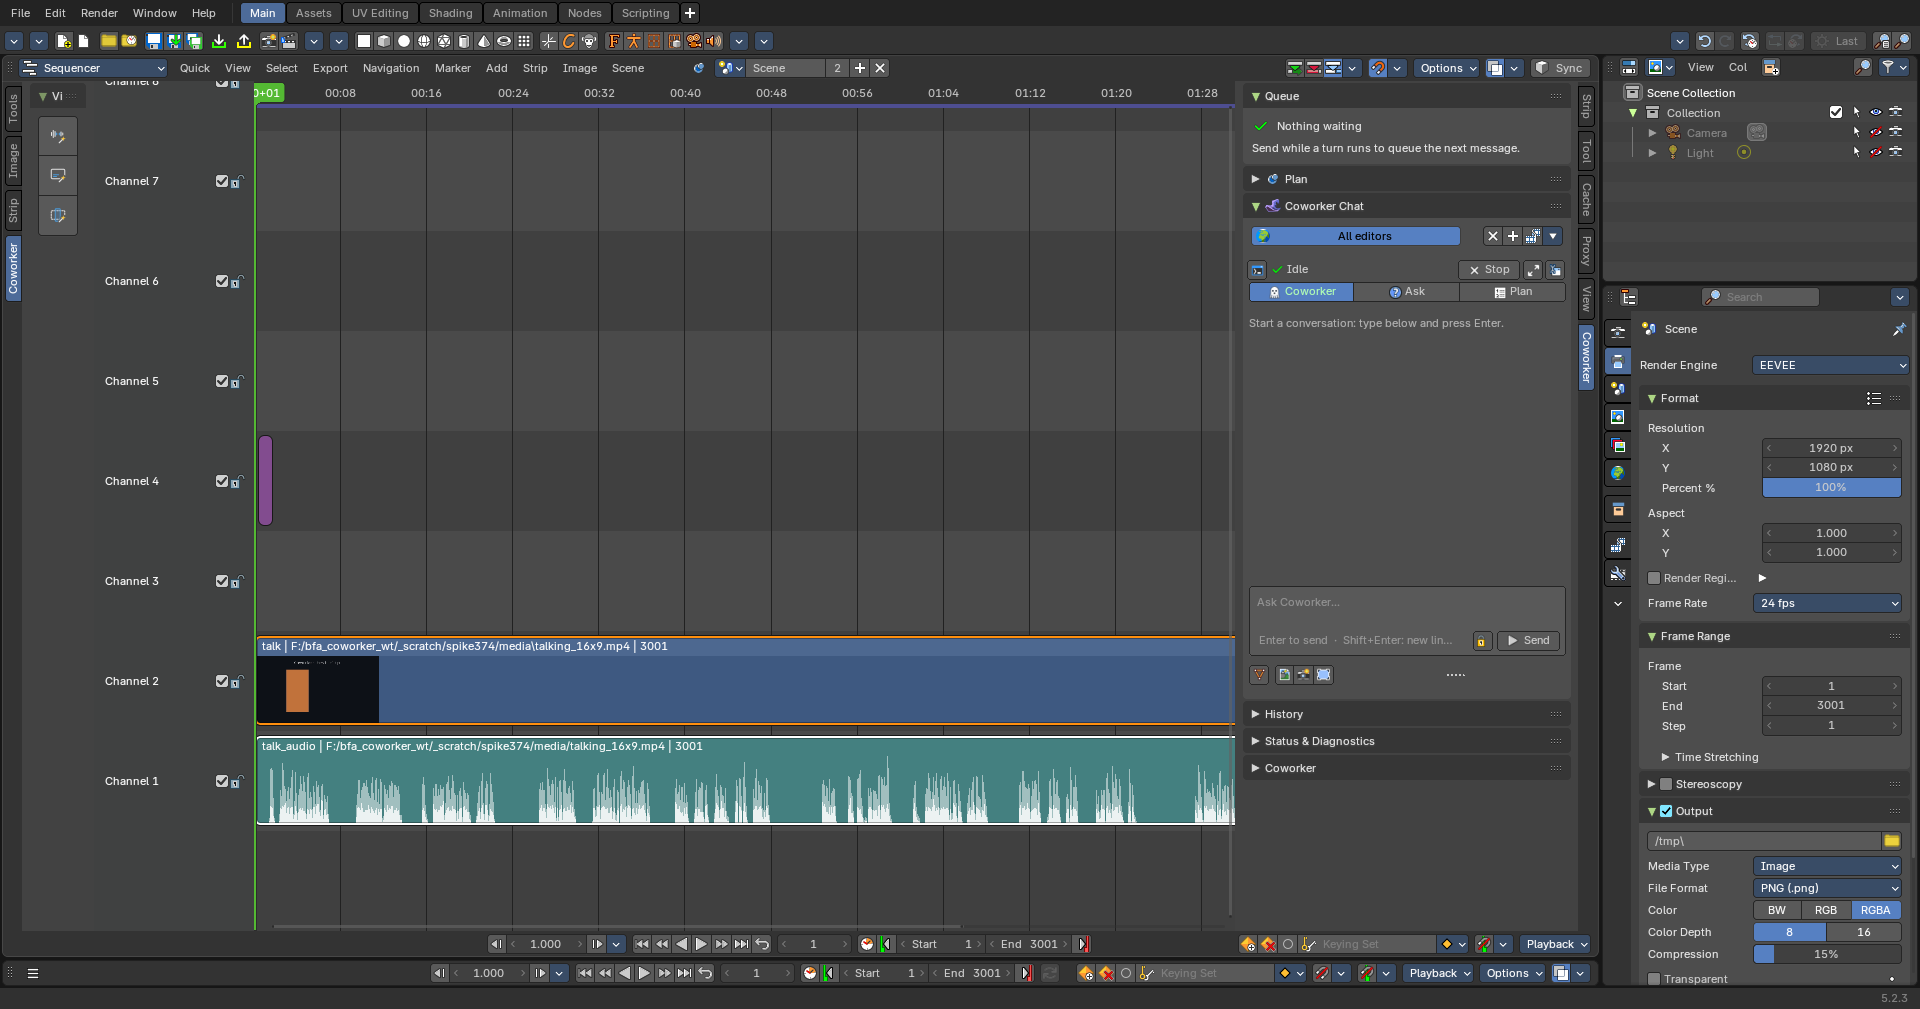 File Edit Render Window Help Main Assets UV Editing Shading Animation Nodes Scripting
Last
Sequencer Quick View Select Export Navigation Marker Add Strip Image Scene Scene 2 Options Sync View Col
Tools
Image
Strip
Coworker
Vi
Channel 7
Channel 6
Channel 5
Channel 4
Channel 3
Channel 2
Channel 1
0+01 00:08 00:16 00:24 00:32 00:40 00:48 00:56 01:04 01:12 01:20 01:28
talk | F:/bfa_coworker_wt/_scratch/spike374/media\talking_16x9.mp4 | 3001
talk_audio | F:/bfa_coworker_wt/_scratch/spike374/media/talking_16x9.mp4 | 3001
Queue
Nothing waiting
Send while a turn runs to queue the next message.
Plan
Coworker Chat
All editors
Idle Stop
Coworker Ask Plan
Start a conversation: type below and press Enter.
Ask Coworker...
Enter to send · Shift+Enter: new lin... Send
History
Status & Diagnostics
Coworker
Strip
Tool
Cache
Proxy
View
Coworker
Scene Collection
Collection
Camera
Light
Search
Scene
Render Engine EEVEE
Format
Resolution
X 1920 px
Y 1080 px
Percent % 100%
Aspect
X 1.000
Y 1.000
Render Regi...
Frame Rate 24 fps
Frame Range
Frame
Start 1
End 3001
Step 1
Time Stretching
Stereoscopy
Output
/tmp\
Media Type Image
File Format PNG (.png)
Color BW RGB RGBA
Color Depth 8 16
Compression 15%
Transparent
1.000 1 Start 1 End 3001 Keying Set Playback
1.000 1 Start 1 End 3001 Keying Set Playback Options
5.2.3